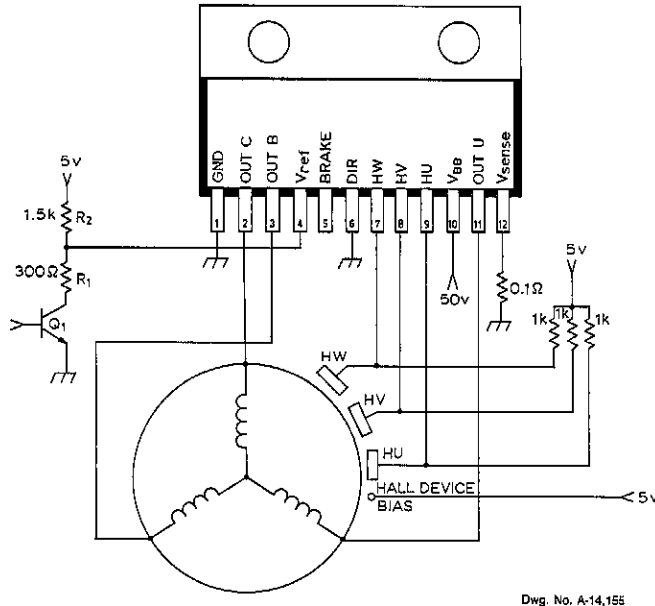 GND
OUT C
OUT B
Vref
BRAKE
DIR
HW
HV
HU
VBB
OUT U
Vsense
1
2
3
4
5
6
7
8
9
10
11
12
5v
1.5k
R2
300Ω
R1
Q1
50v
0.1Ω
5v
1k
1k
1k
HW
HV
HU
HALL DEVICE
BIAS
5v
Dwg. No. A-14,155